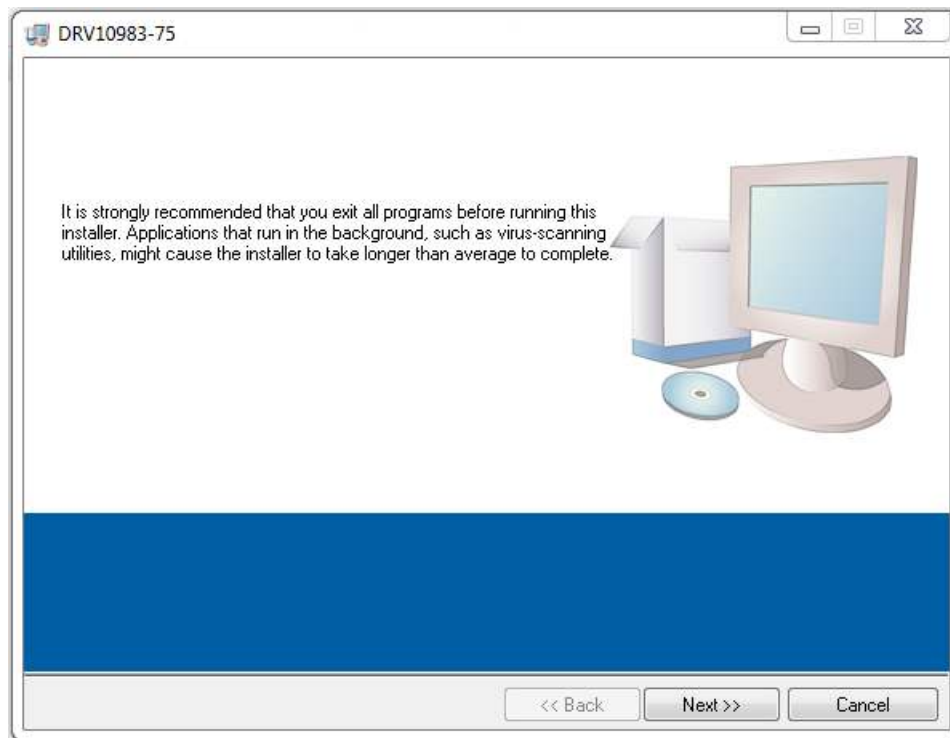 DRV10983-75
It is strongly recommended that you exit all programs before running this
installer. Applications that run in the background, such as virus-scanning
utilities, might cause the installer to take longer than average to complete.
<< Back
Next >>
Cancel